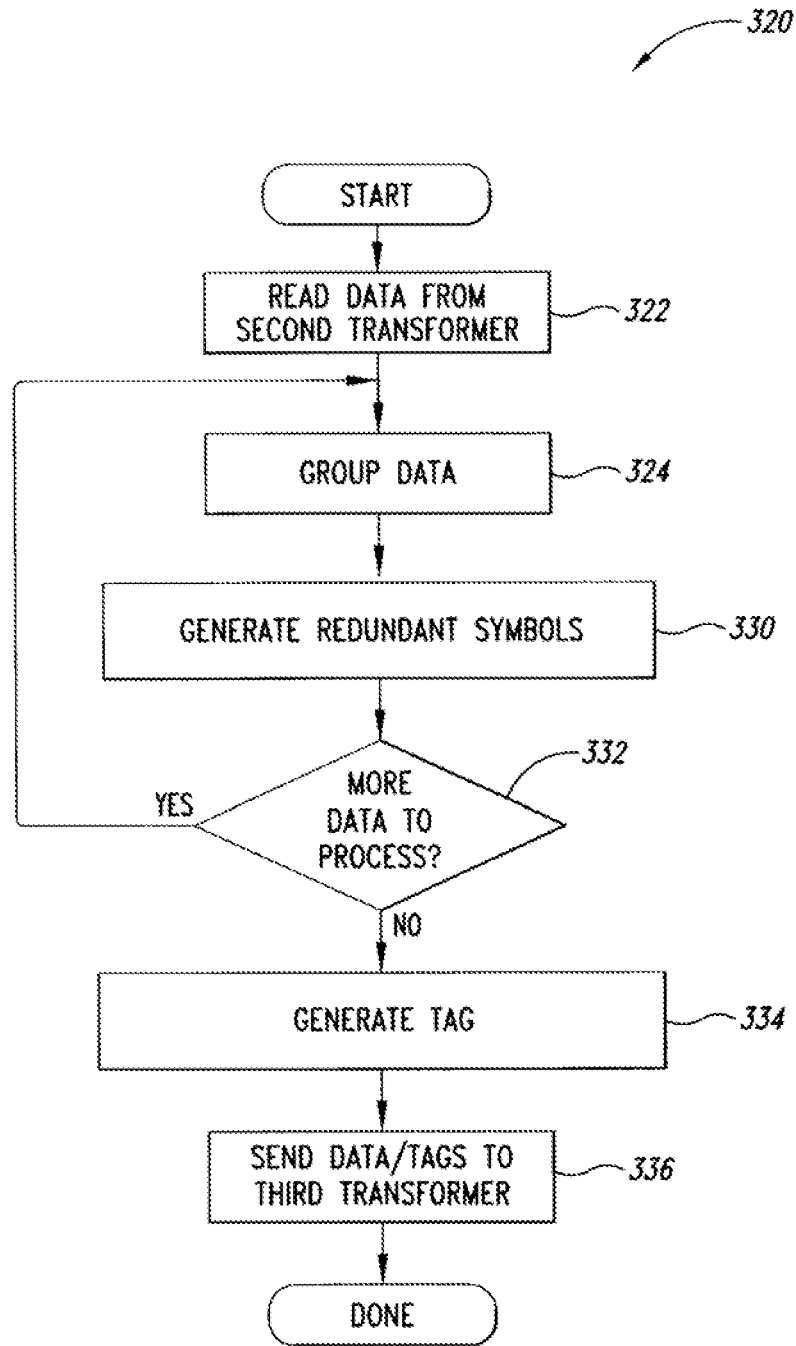 320
START
READ DATA FROM
SECOND TRANSFORMER
322
GROUP DATA
324
GENERATE REDUNDANT SYMBOLS
330
332
MORE
DATA TO
PROCESS?
YES
NO
GENERATE TAG
334
SEND DATA/TAGS TO
THIRD TRANSFORMER
336
DONE